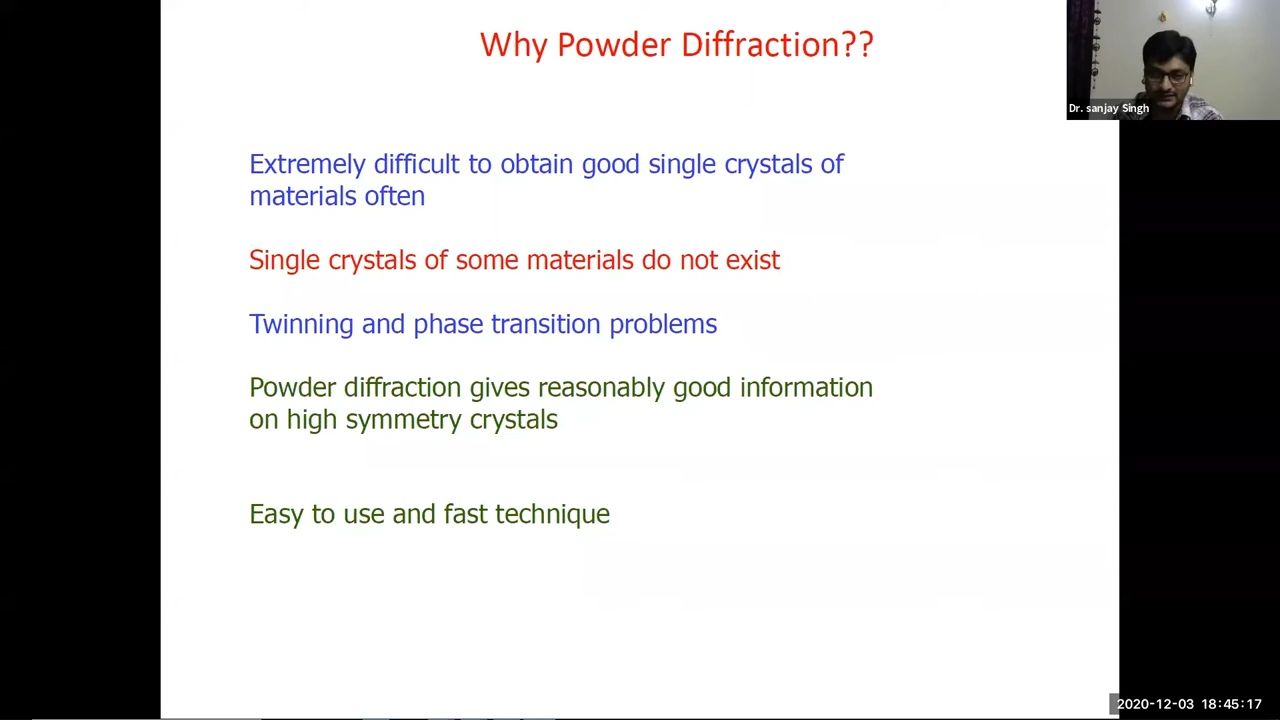 Why Powder Diffraction??
Dr. sanjay Singh
Extremely difficult to obtain good single crystals of
materials often
Single crystals of some materials do not exist
Twinning and phase transition problems
Powder diffraction gives reasonably good information
on high symmetry crystals
Easy to use and fast technique
2020-12-03 18:45:17